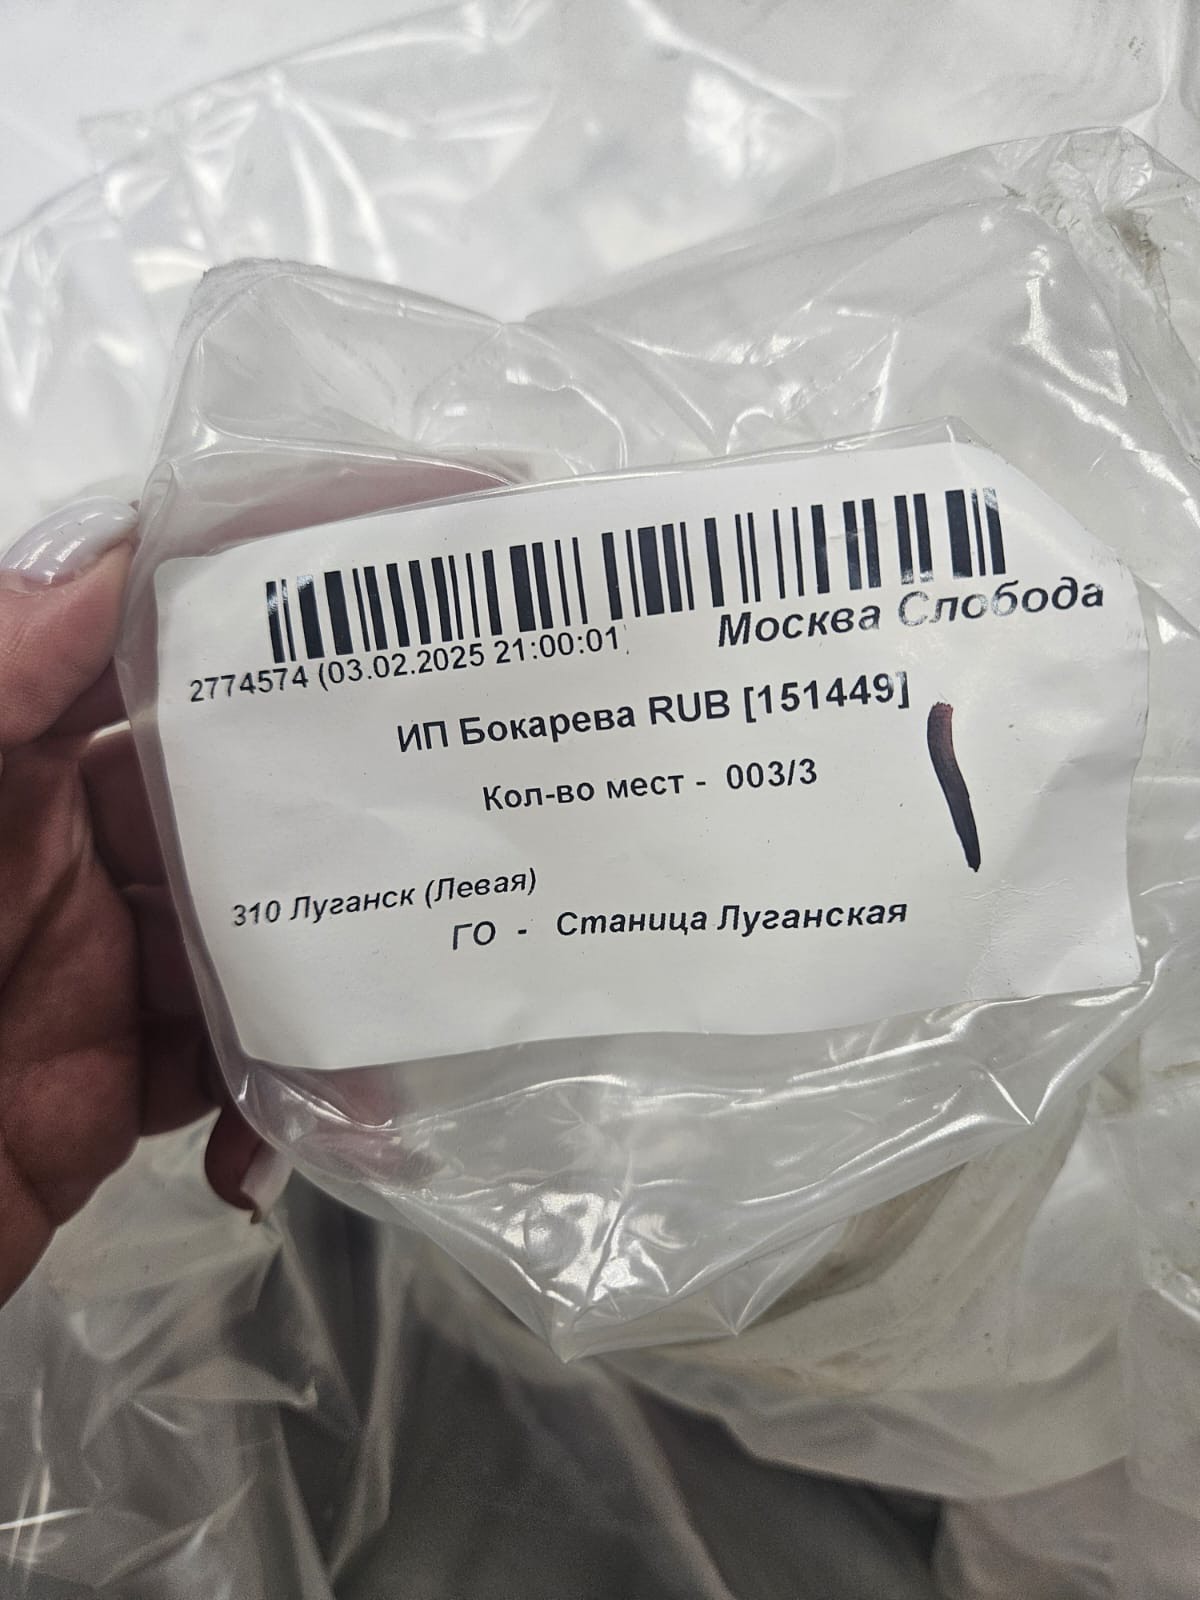 2774574 (03.02.2025 21:00:01)
Москва Слобода
ИП Бокарева RUB [151449]
Кол-во мест - 003/3
310 Луганск (Левая)
ГО - Станица Луганская